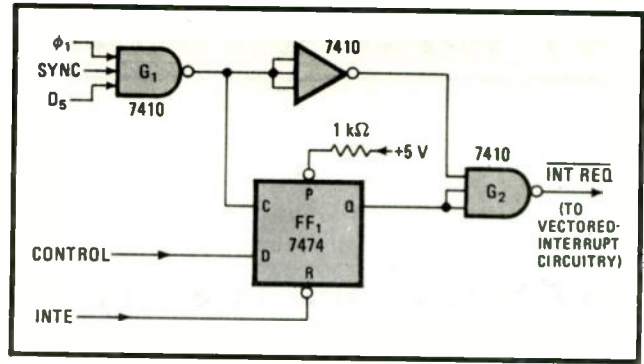 ϕ1
SYNC
D5
G1
7410
7410
1 kΩ
+5 V
7410
G2
INT REQ
(TO
VECTORED-
INTERRUPT
CIRCUITRY)
P
C
Q
FF1
7474
D
R
CONTROL
INTE